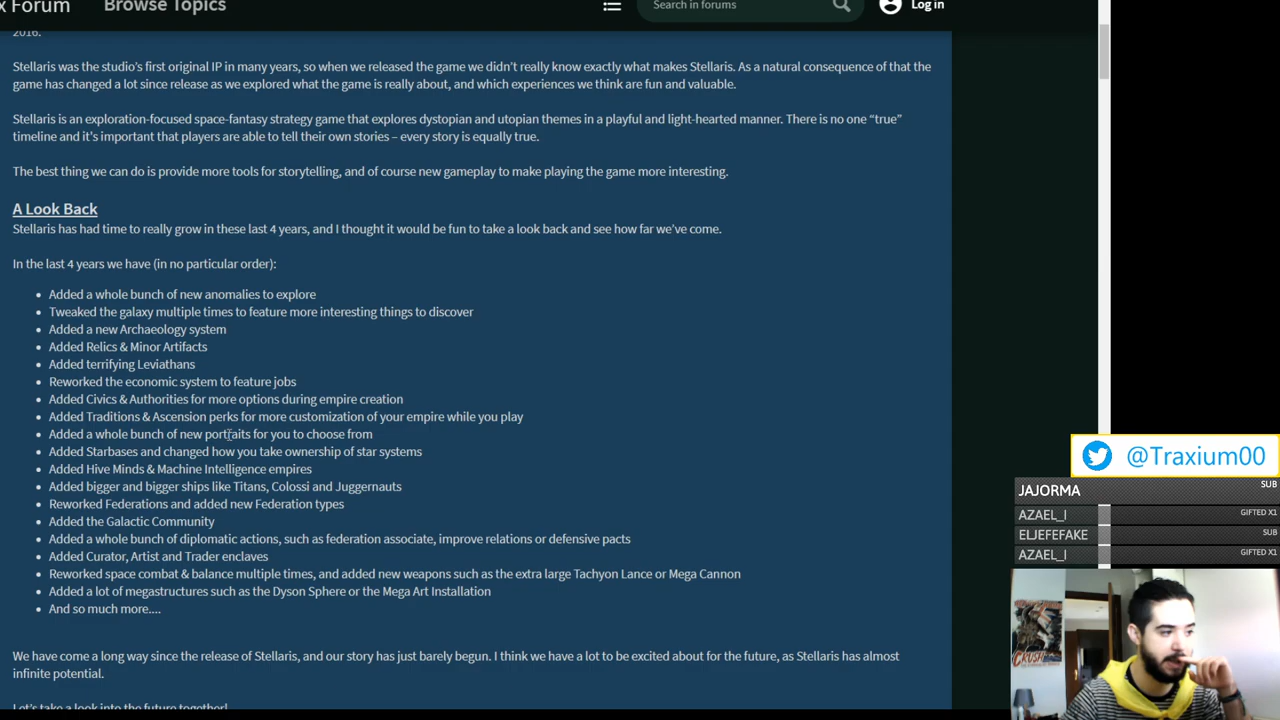 x Forum
Browse Topics
Search in forums
Log in
2016.
Stellaris was the studio's first original IP in many years, so when we released the game we didn't really know exactly what makes Stellaris. As a natural consequence of that the
game has changed a lot since release as we explored what the game is really about, and which experiences we think are fun and valuable.
Stellaris is an exploration-focused space-fantasy strategy game that explores dystopian and utopian themes in a playful and light-hearted manner. There is no one “true”
timeline and it's important that players are able to tell their own stories – every story is equally true.
The best thing we can do is provide more tools for storytelling, and of course new gameplay to make playing the game more interesting.
A Look Back
Stellaris has had time to really grow in these last 4 years, and I thought it would be fun to take a look back and see how far we've come.
In the last 4 years we have (in no particular order):
Added a whole bunch of new anomalies to explore
Tweaked the galaxy multiple times to feature more interesting things to discover
Added a new Archaeology system
Added Relics & Minor Artifacts
Added terrifying Leviathans
Reworked the economic system to feature jobs
Added Civics & Authorities for more options during empire creation
Added Traditions & Ascension perks for more customization of your empire while you play
Added a whole bunch of new portraits for you to choose from
Added Starbases and changed how you take ownership of star systems
Added Hive Minds & Machine Intelligence empires
Added bigger and bigger ships like Titans, Colossi and Juggernauts
Reworked Federations and added new Federation types
Added the Galactic Community
Added a whole bunch of diplomatic actions, such as federation associate, improve relations or defensive pacts
Added Curator, Artist and Trader enclaves
Reworked space combat & balance multiple times, and added new weapons such as the extra large Tachyon Lance or Mega Cannon
Added a lot of megastructures such as the Dyson Sphere or the Mega Art Installation
And so much more....
We have come a long way since the release of Stellaris, and our story has just barely begun. I think we have a lot to be excited about for the future, as Stellaris has almost
infinite potential.
Let's take a look into the future together!
@Traxium00
JAJORMA SUB
AZAEL_I GIFTED X1
ELJEFEFAKE SUB
AZAEL_I GIFTED X1